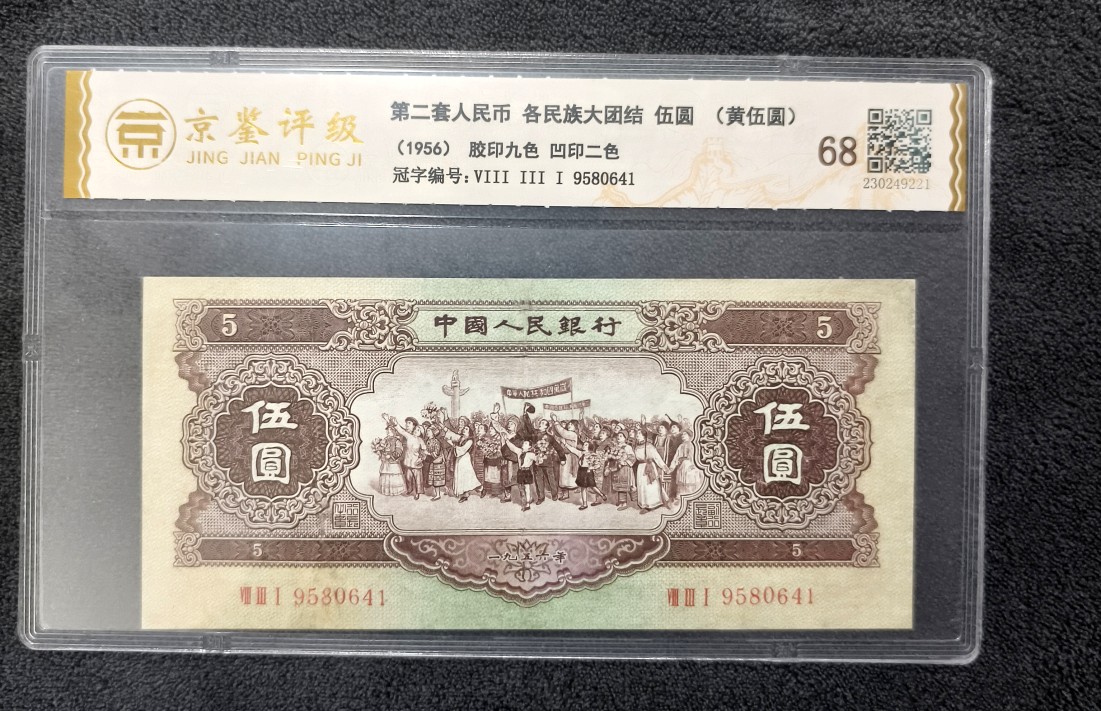 京鉴评级
JING JIAN PING JI
第二套人民币 各民族大团结 伍圆 （黄伍圆）
（1956） 胶印九色 凹印二色
冠字编号：VIII III I 9580641
68
230249221
5 中國人民銀行 5
伍圓
伍圓
5 一九五六年 5
VIII III I 9580641
VIII III I 9580641